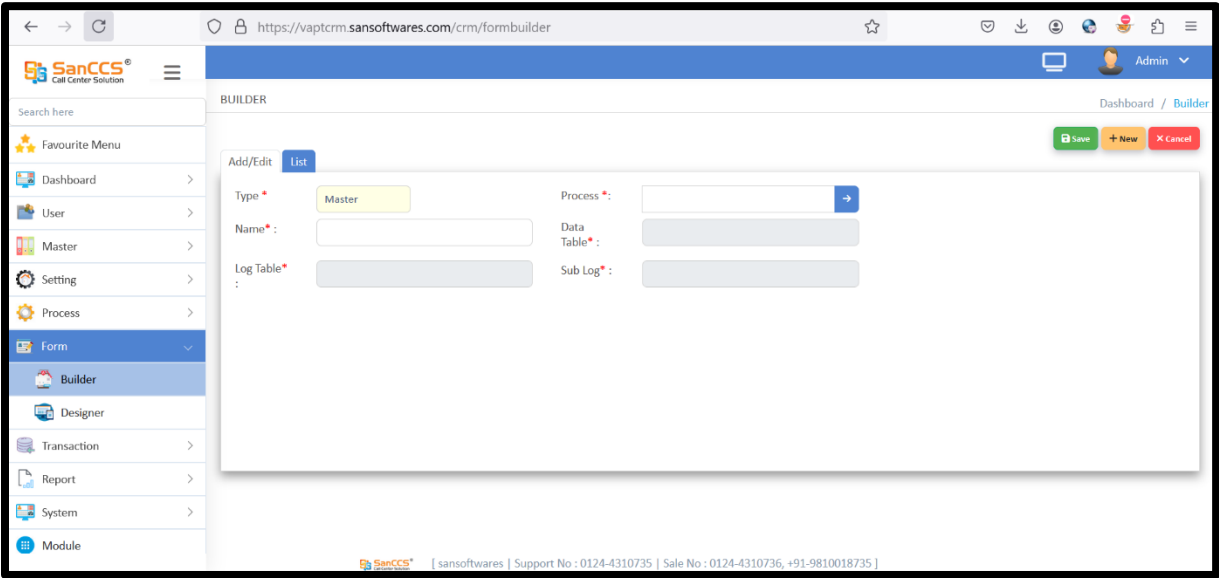 https://vaptcrm.sansoftwares.com/crm/formbuilder
SanCCS®
Call Center Solution
Admin
Search here
BUILDER
Dashboard / Builder
Favourite Menu
Save
+ New
× Cancel
Add/Edit
List
Dashboard
Type *
Master
Process *:
User
Name* :
Data
Table* :
Master
Log Table*
:
Sub Log* :
Setting
Process
Form
Builder
Designer
Transaction
Report
System
Module
SanCCS®
Call Center Solution
[ sansoftwares | Support No : 0124-4310735 | Sale No : 0124-4310736, +91-9810018735 ]